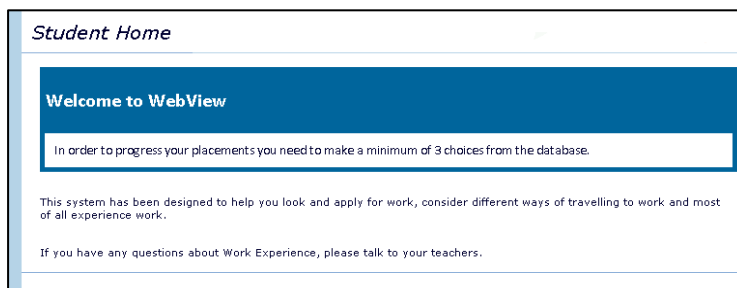 Student Home
Welcome to WebView
In order to progress your placements you need to make a minimum of 3 choices from the database.
This system has been designed to help you look and apply for work, consider different ways of travelling to work and most
of all experience work.
If you have any questions about Work Experience, please talk to your teachers.